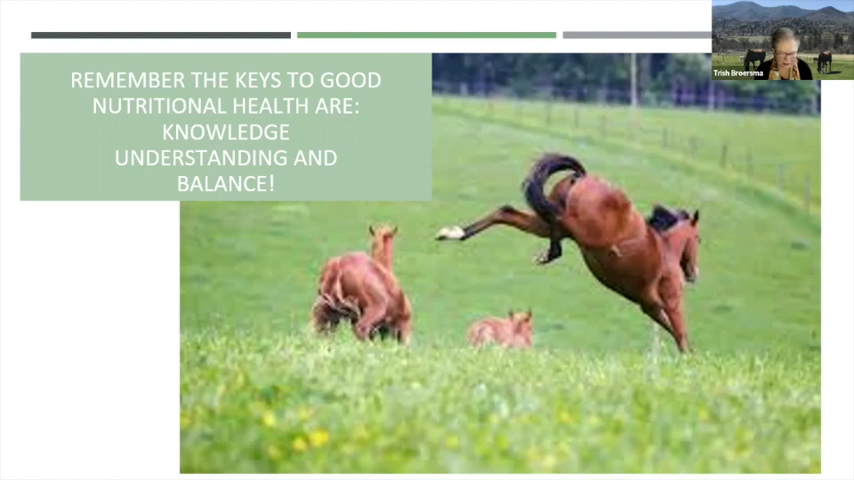 REMEMBER THE KEYS TO GOOD
NUTRITIONAL HEALTH ARE:
KNOWLEDGE
UNDERSTANDING AND
BALANCE!
Trish Broersma